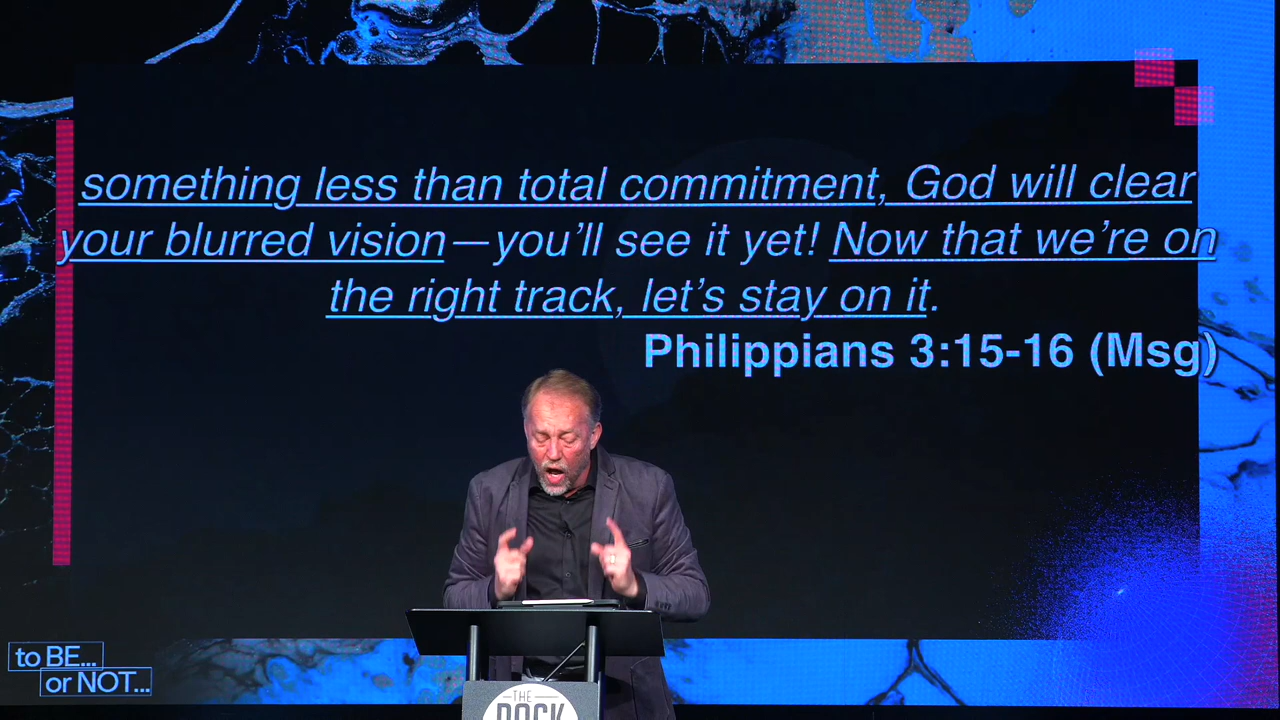 something less than total commitment, God will clear
your blurred vision—you’ll see it yet! Now that we’re on
the right track, let’s stay on it.
Philippians 3:15-16 (Msg)
to BE...
or NOT...
THE
ROCK